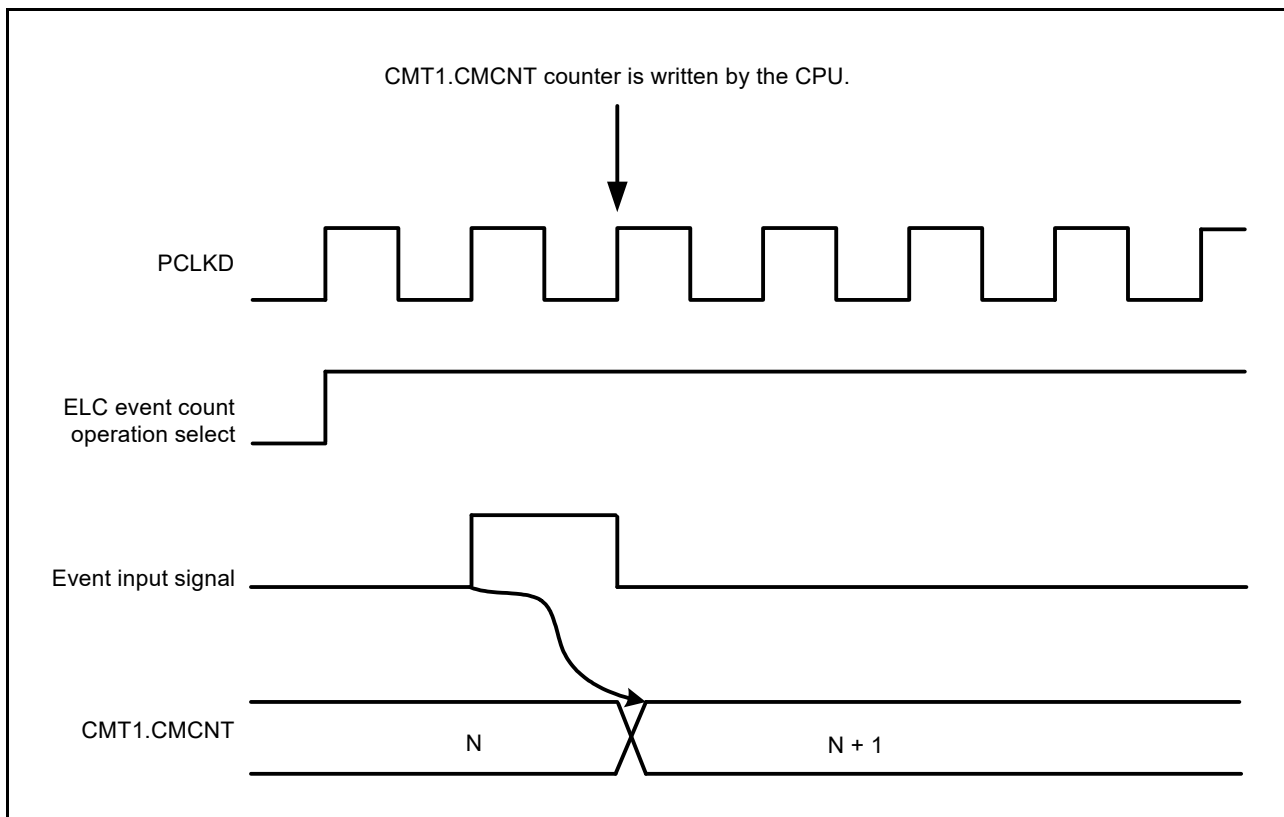 CMT1.CMCNT counter is written by the CPU.
PCLKD
ELC event count
operation select
Event input signal
CMT1.CMCNT
N
N + 1